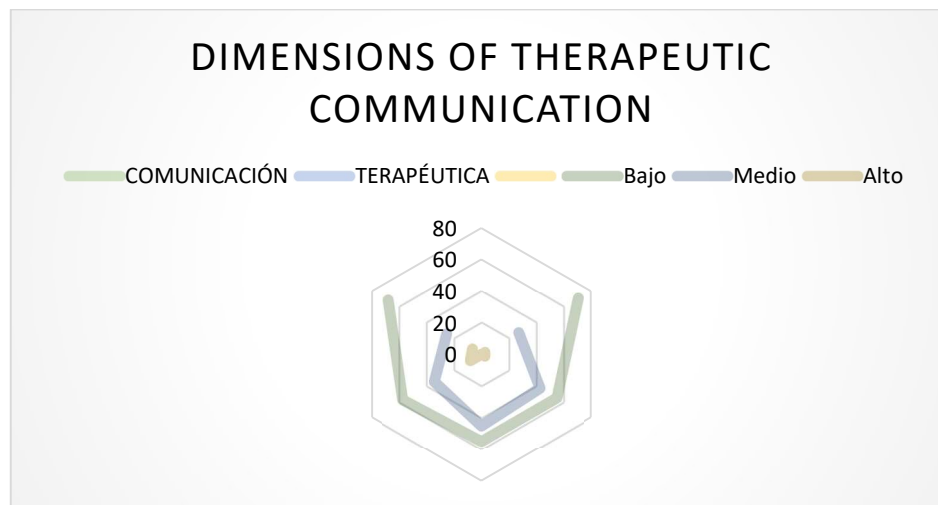 DIMENSIONS OF THERAPEUTIC
COMMUNICATION
COMUNICACIÓN TERAPÉUTICA Bajo Medio Alto
80
60
40
20
0